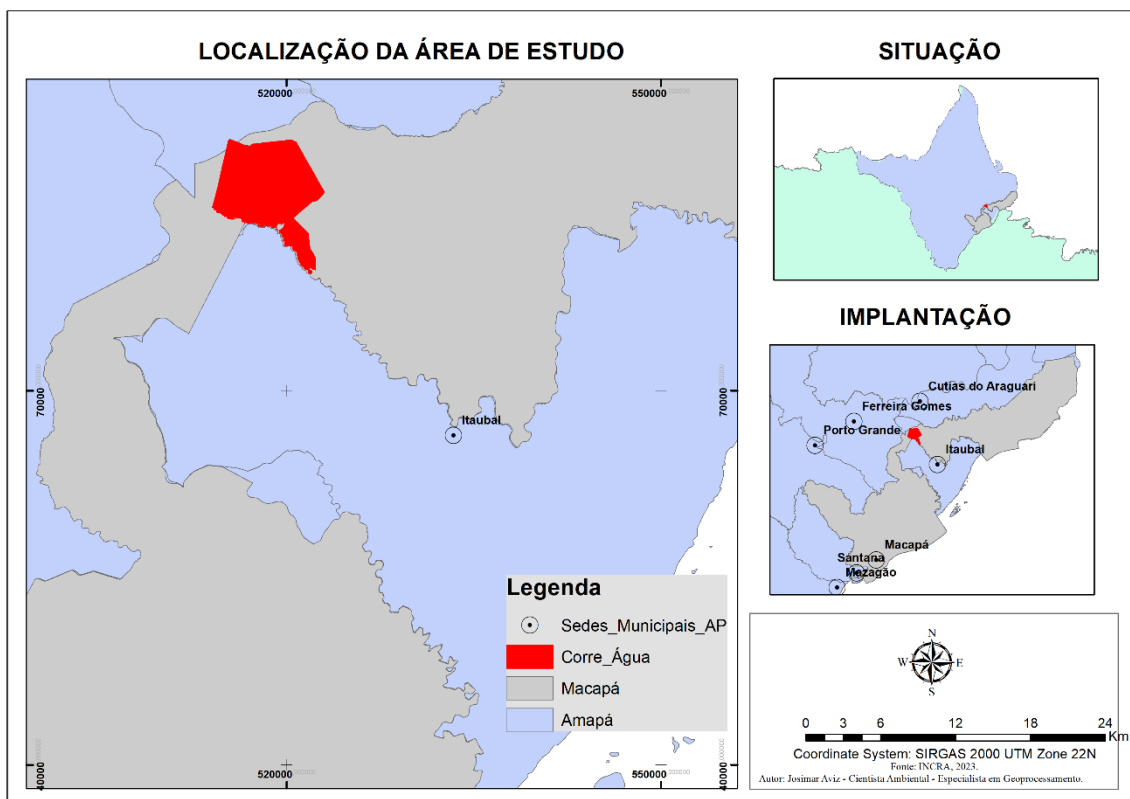 LOCALIZAÇÃO DA ÁREA DE ESTUDO
520000
550000
70000
70000
Itaubal
Legenda
Sedes_Municipais_AP
Corre_Água
Macapá
Amapá
40000
40000
520000
550000
SITUAÇÃO
IMPLANTAÇÃO
Cutias do Araguari
Ferreira Gomes
Porto Grande
Itaubal
Macapá
Santana
Mazagão
N
W E
S
0 3 6 12 18 24
Km
Coordinate System: SIRGAS 2000 UTM Zone 22N
Fonte: INCRA, 2023.
Autor: Josimar Aviz - Cientista Ambiental - Especialista em Geoprocessamento.